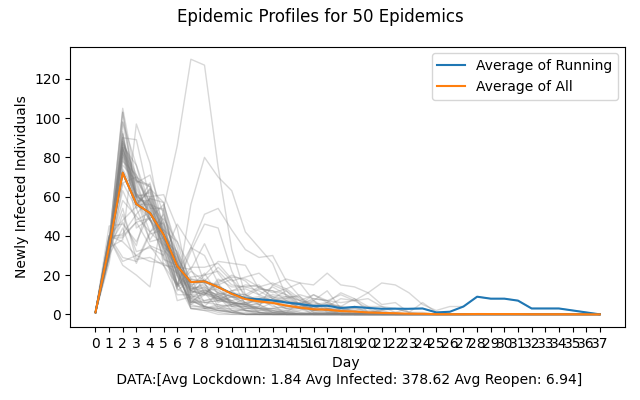 Epidemic Profiles for 50 Epidemics
Newly Infected Individuals
120
100
80
60
40
20
0
Average of Running
Average of All
0 1 2 3 4 5 6 7 8 9 10 11 12 13 14 15 16 17 18 19 20 21 22 23 24 25 26 27 28 29 30 31 32 33 34 35 36 37
Day
DATA:[Avg Lockdown: 1.84 Avg Infected: 378.62 Avg Reopen: 6.94]